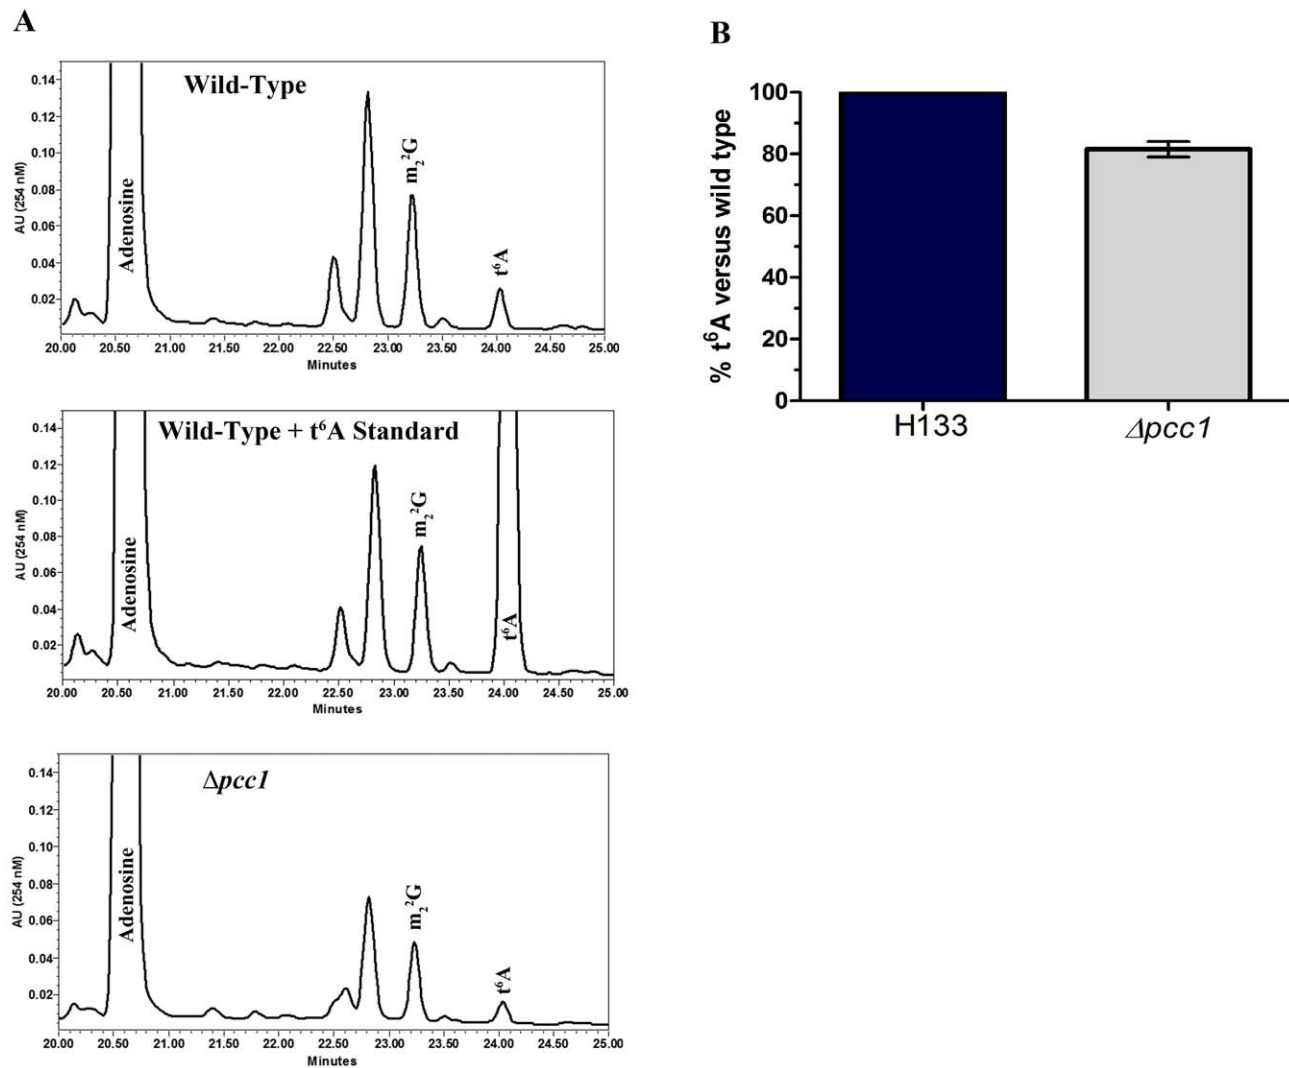 A
Wild-Type
AU (254 nM)
0.14
0.12
0.10
0.08
0.06
0.04
0.02
Adenosine
m₂²G
t⁶A
20.00 20.50 21.00 21.50 22.00 22.50 23.00 23.50 24.00 24.50 25.00
Minutes
Wild-Type + t⁶A Standard
AU (254 nM)
0.14
0.12
0.10
0.08
0.06
0.04
0.02
Adenosine
m₂²G
t⁶A
20.00 20.50 21.00 21.50 22.00 22.50 23.00 23.50 24.00 24.50 25.00
Minutes
Δpcc1
AU (254 nM)
0.14
0.12
0.10
0.08
0.06
0.04
0.02
Adenosine
m₂²G
t⁶A
20.00 20.50 21.00 21.50 22.00 22.50 23.00 23.50 24.00 24.50 25.00
Minutes
B
% t⁶A versus wild type
100
80
60
40
20
0
H133
Δpcc1